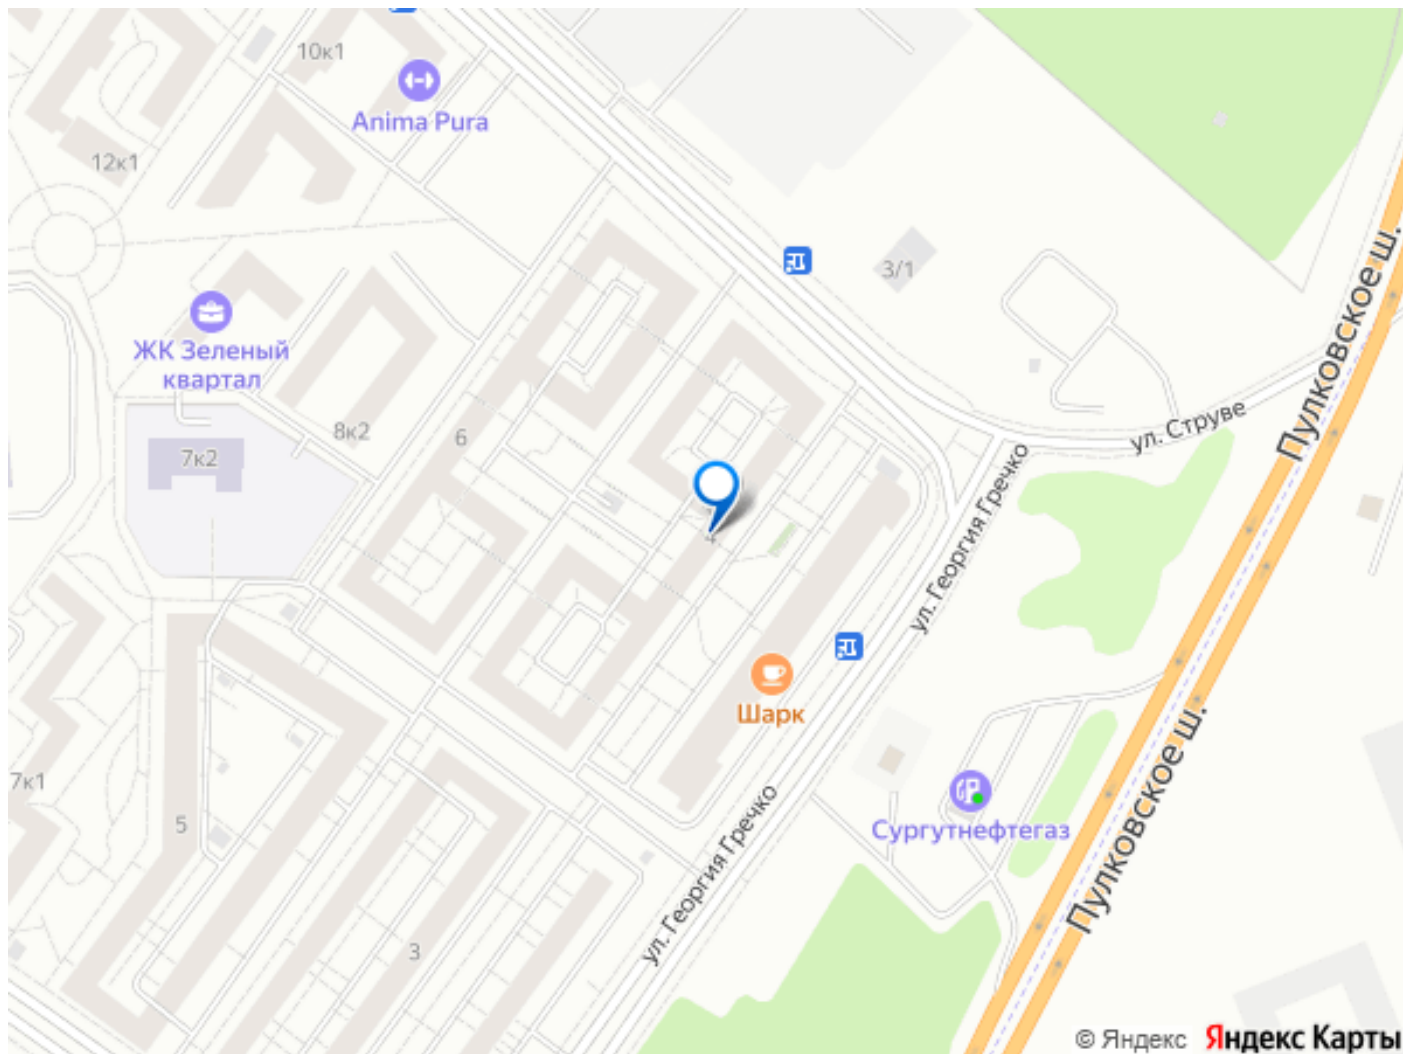 10к1
Anima Pura
12к1
3/1
Пулковское ш.
ЖК Зеленый
квартал
8к2
6
7к2
ул. Струве
ул. Георгия Гречко
4
Шарк
7к1
5
Сургутнефтегаз
Пулковское ш.
ул. Георгия Гречко
3
© Яндекс Яндекс Карты